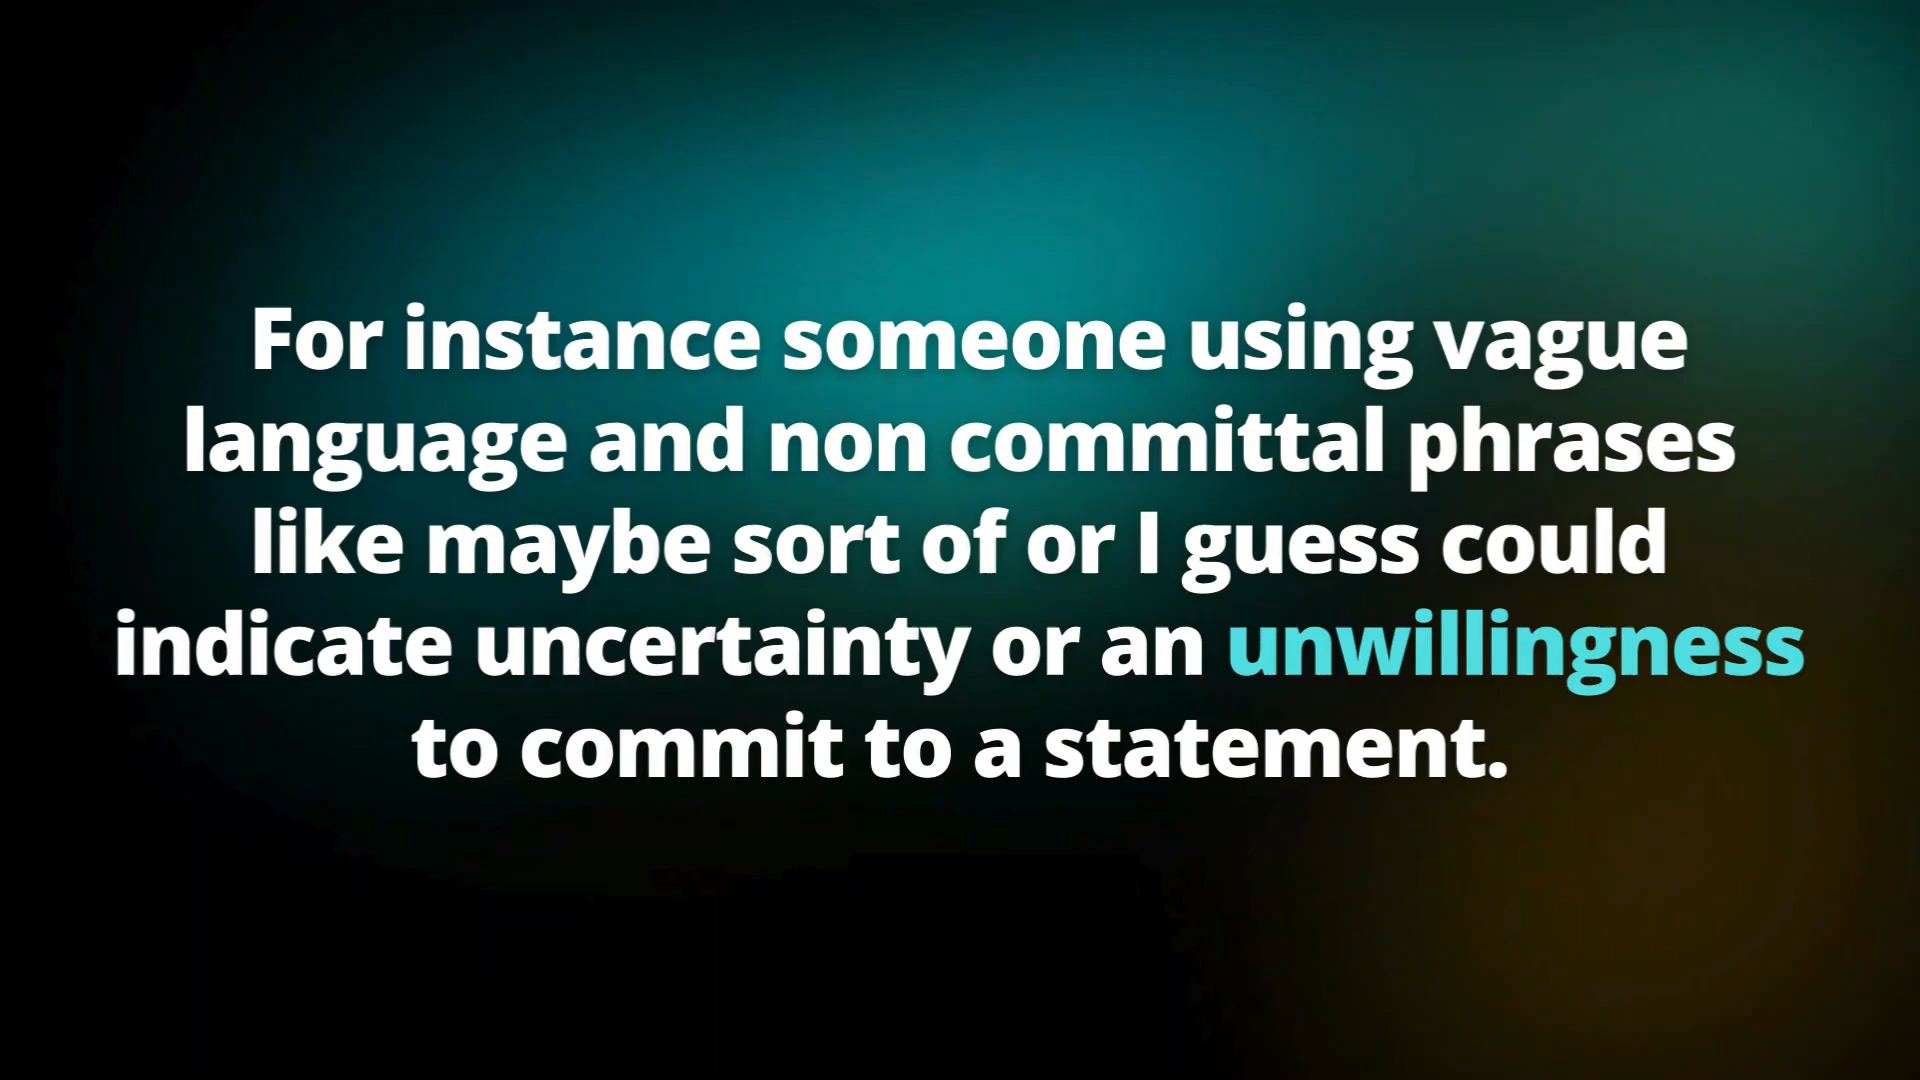 For instance someone using vague
language and non committal phrases
like maybe sort of or I guess could
indicate uncertainty or an unwillingness
to commit to a statement.